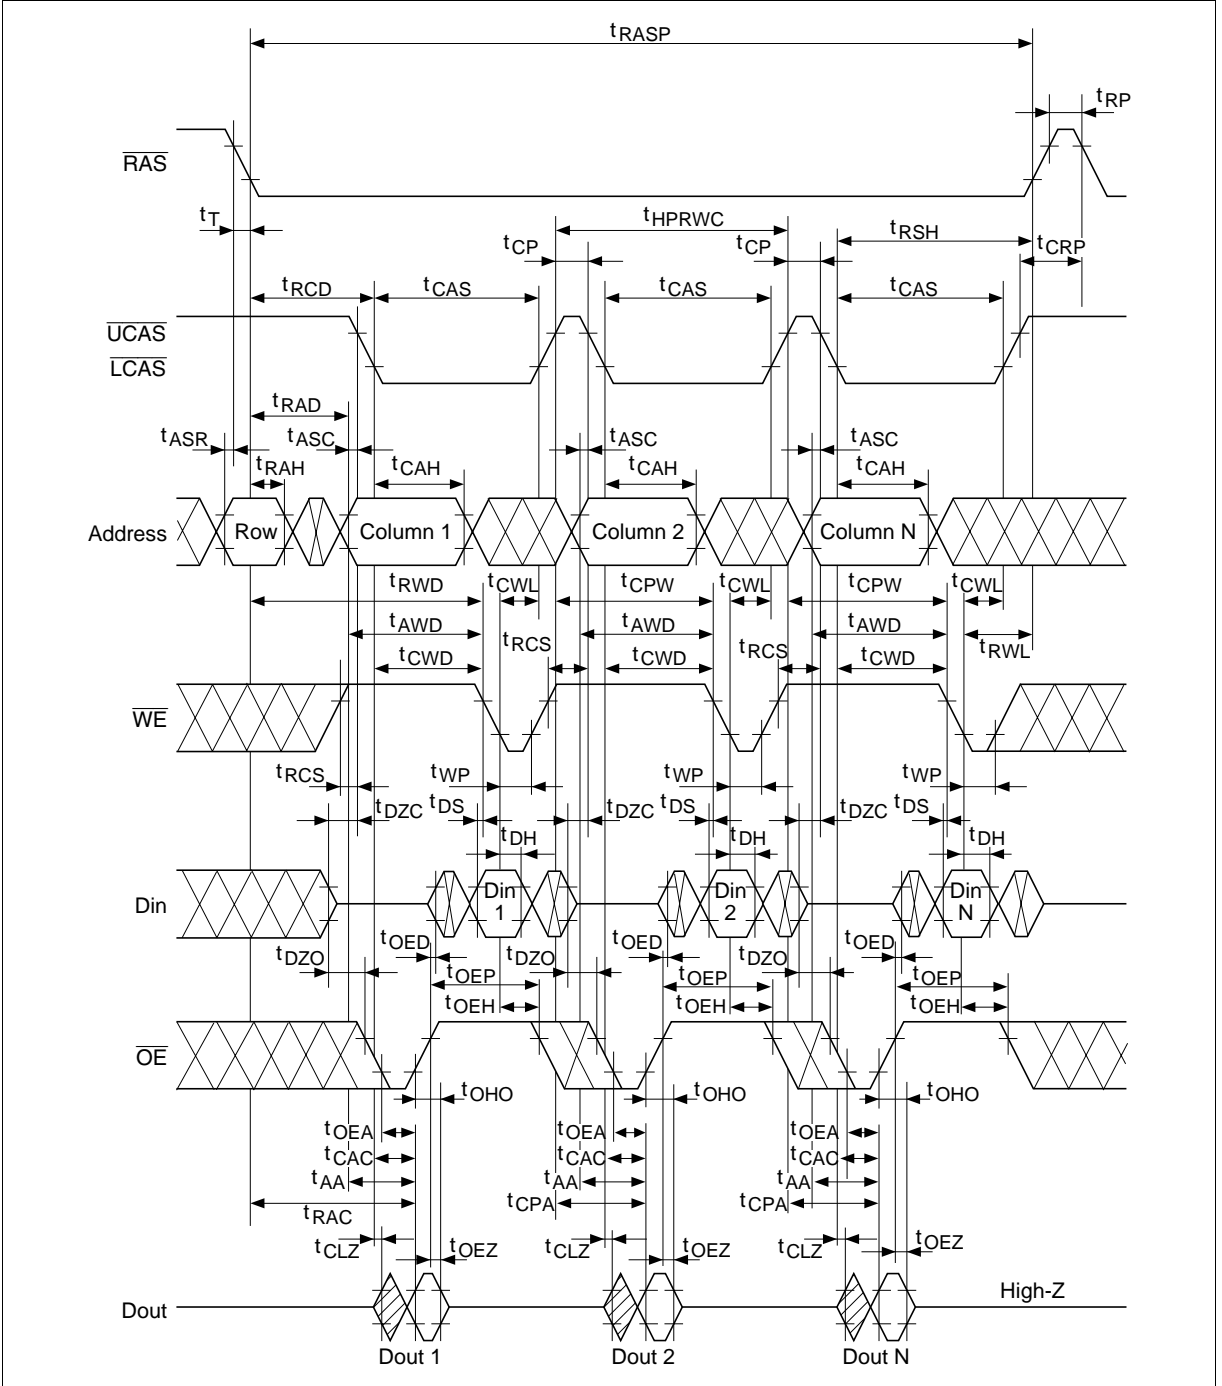 tRASP
tRP
RAS
tT
tHPRWC
tRSH
tCP
tCP
tCRP
tRCD
tCAS
tCAS
tCAS
UCAS
LCAS
tRAD
tASR
tASC
tASC
tASC
tRAH
tCAH
tCAH
tCAH
Address
Row
Column 1
Column 2
Column N
tRWD
tCWL
tCPW
tCWL
tCPW
tCWL
tAWD
tRCS
tAWD
tRCS
tAWD
tRWL
tCWD
tCWD
tCWD
WE
tRCS
tWP
tWP
tWP
tDZC
tDS
tDZC
tDS
tDZC
tDS
tDH
tDH
tDH
Din
Din 1
Din 2
Din N
tDZO
tOED
tDZO
tOED
tDZO
tOED
tOEP
tOEP
tOEP
tOEH
tOEH
tOEH
OE
tOHO
tOHO
tOHO
tOEA
tOEA
tOEA
tCAC
tCAC
tCAC
tAA
tAA
tAA
tRAC
tCPA
tCPA
tCLZ
tOEZ
tCLZ
tOEZ
tCLZ
tOEZ
High-Z
Dout
Dout 1
Dout 2
Dout N